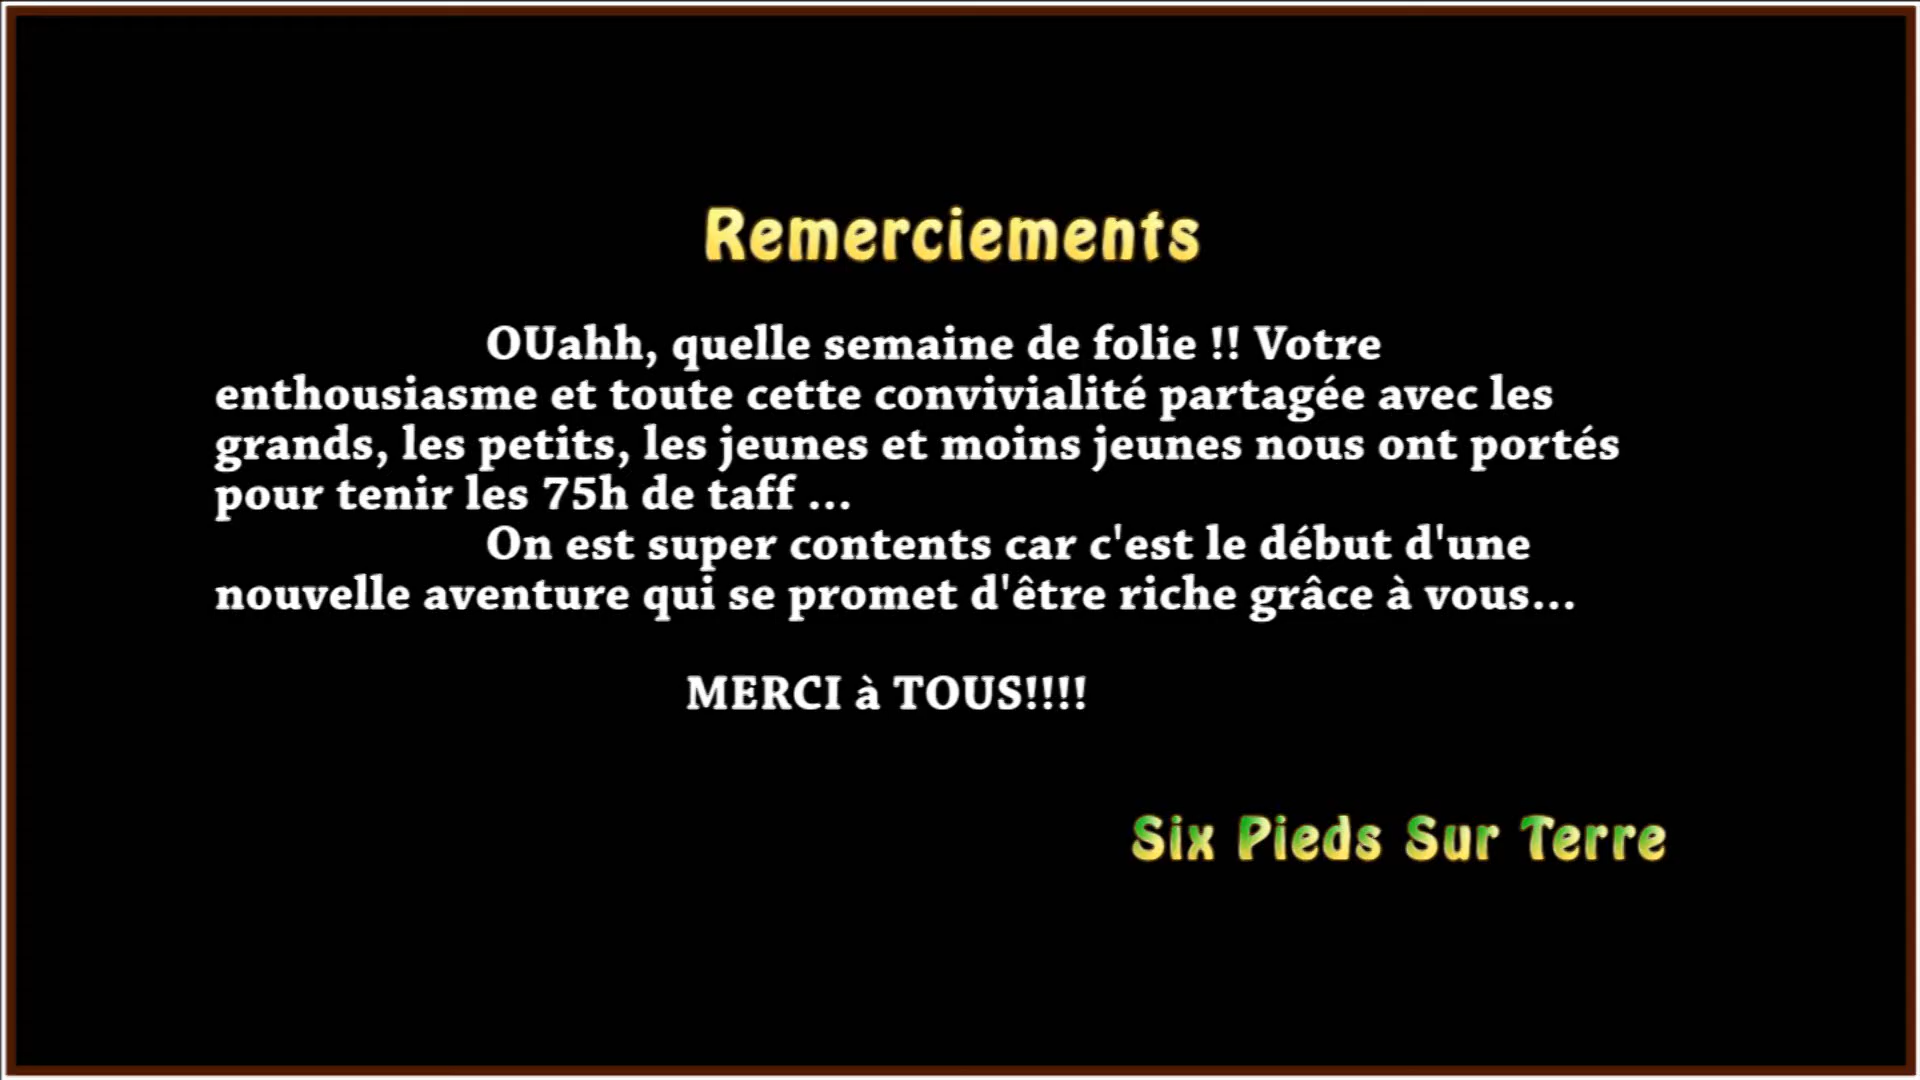 Remerciements
OUahh, quelle semaine de folie !! Votre
enthousiasme et toute cette convivialité partagée avec les
grands, les petits, les jeunes et moins jeunes nous ont portés
pour tenir les 75h de taff ...
On est super contents car c'est le début d'une
nouvelle aventure qui se promet d'être riche grâce à vous...
MERCI à TOUS!!!!
Six Pieds Sur Terre